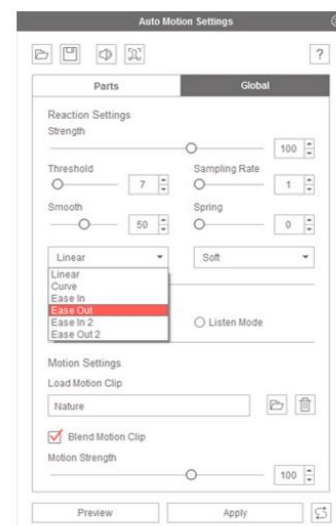 Auto Motion Settings
?
Parts Global
Reaction Settings
Strength
100
Threshold Sampling Rate
7 1
Smooth Spring
50 0
Linear Soft
Linear
Curve
Ease In
Ease Out
Ease In 2
Ease Out 2
Listen Mode
Motion Settings
Load Motion Clip
Nature
Blend Motion Clip
Motion Strength
100
Preview Apply